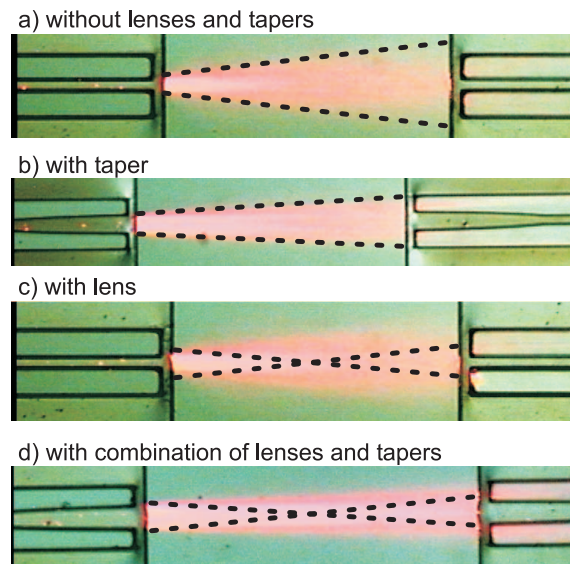 a) without lenses and tapers
b) with taper
c) with lens
d) with combination of lenses and tapers